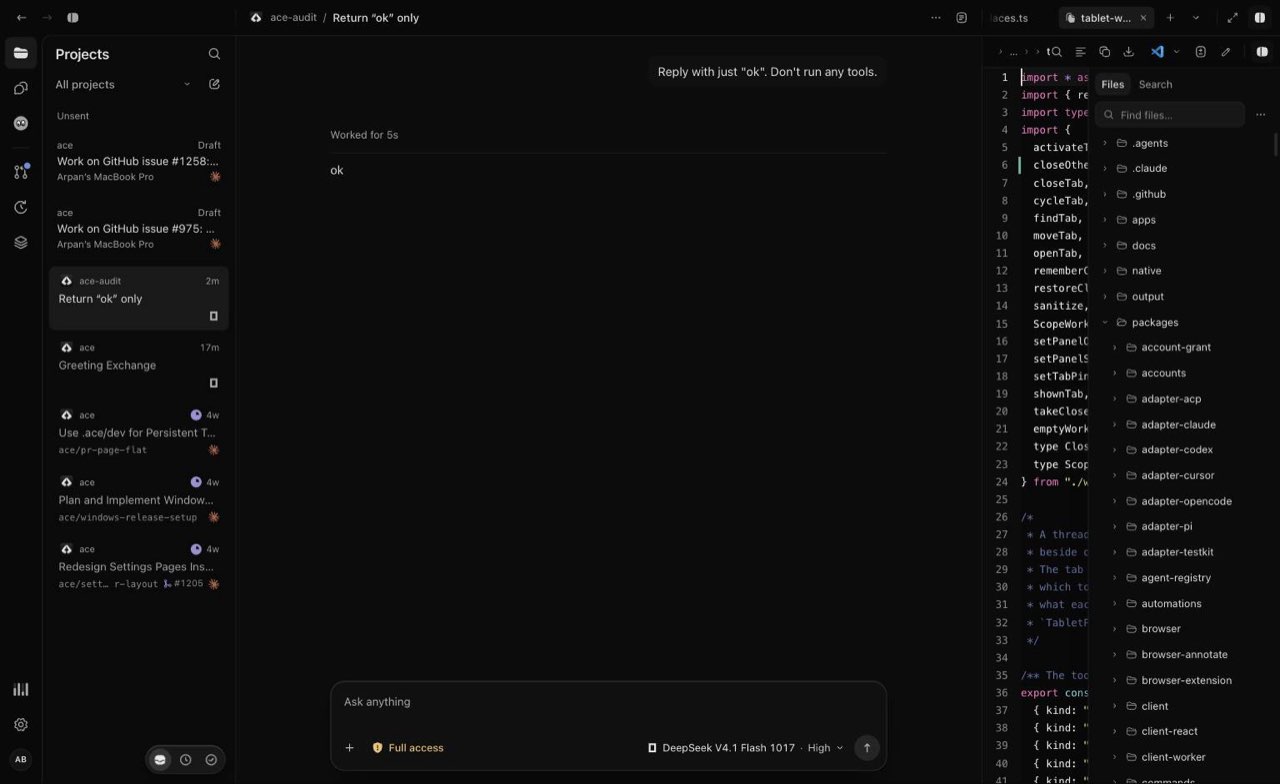 ace-audit / Return “ok” only
aces.ts
tablet-w...
Projects
All projects
Unsent
ace Draft
Work on GitHub issue #1258:...
Arpan's MacBook Pro
ace Draft
Work on GitHub issue #975: ...
Arpan's MacBook Pro
ace-audit 2m
Return “ok” only
ace 17m
Greeting Exchange
ace 4w
Use .ace/dev for Persistent T...
ace/pr-page-flat
ace 4w
Plan and Implement Window...
ace/windows-release-setup
ace 4w
Redesign Settings Pages Ins...
ace/sett… r-layout #1205
AB
Reply with just "ok". Don't run any tools.
Worked for 5s
ok
Ask anything
Full access
DeepSeek V4.1 Flash 1017 · High
1 import * as
2 import { re
3 import type
4 import {
5 activateT
6 closeOthe
7 closeTab,
8 cycleTab,
9 findTab,
10 moveTab,
11 openTab,
12 rememberC
13 restoreCl
14 sanitize,
15 ScopeWork
16 setPanelO
17 setPanelS
18 setTabPin
19 shownTab,
20 takeClose
21 emptyWork
22 type Clos
23 type Scop
24 } from "./w
25
26 /*
27 * A thread
28 * beside o
29 * The tab
30 * which to
31 * what eac
32 * `TabletP
33 */
34
35 /** The too
36 export cons
37 { kind: "
38 { kind: "
39 { kind: "
40 { kind: "
41 { kind: "
Files Search
Find files...
.agents
.claude
.github
apps
docs
native
output
packages
account-grant
accounts
adapter-acp
adapter-claude
adapter-codex
adapter-cursor
adapter-opencode
adapter-pi
adapter-testkit
agent-registry
automations
browser
browser-annotate
browser-extension
client
client-react
client-worker
commands